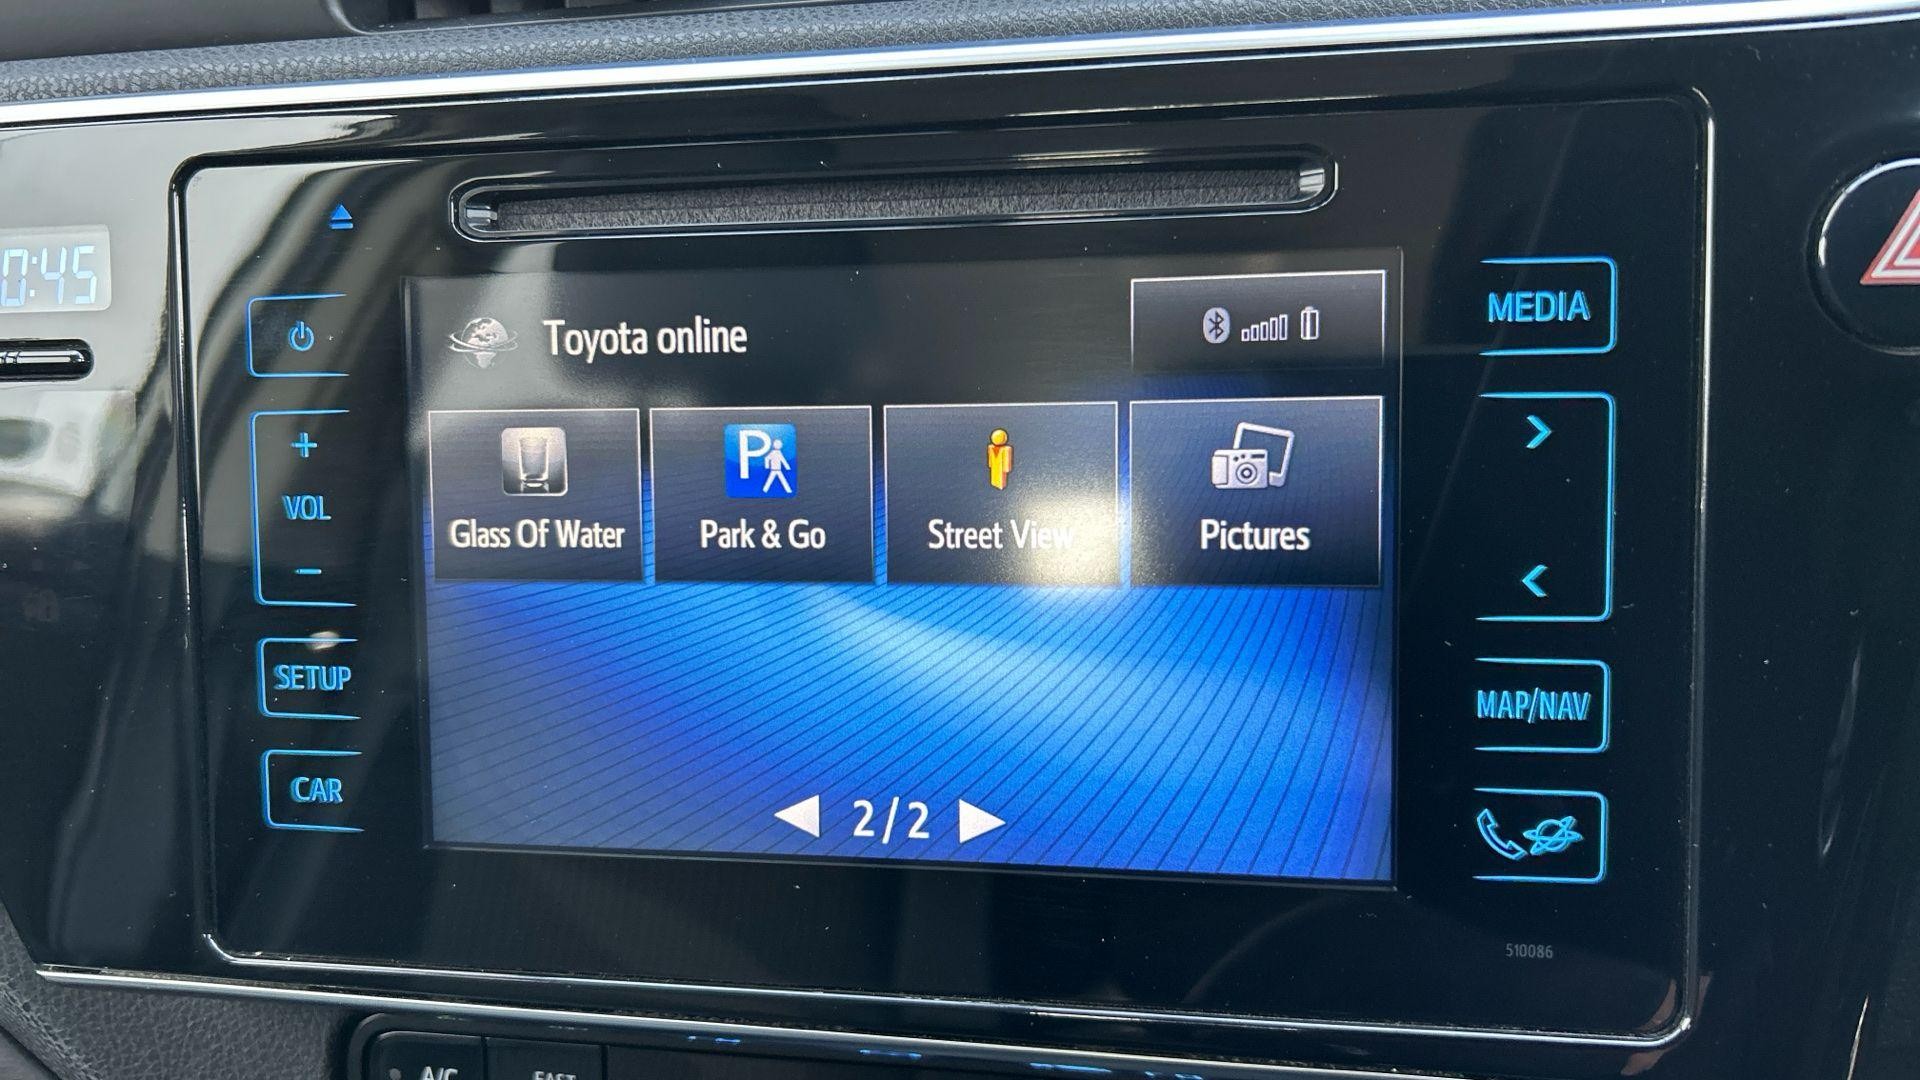 0:45
Toyota online
MEDIA
VOL
Glass Of Water
P
Park & Go
Street View
Pictures
SETUP
MAP/NAV
CAR
2/2
510086
A/C
FAST